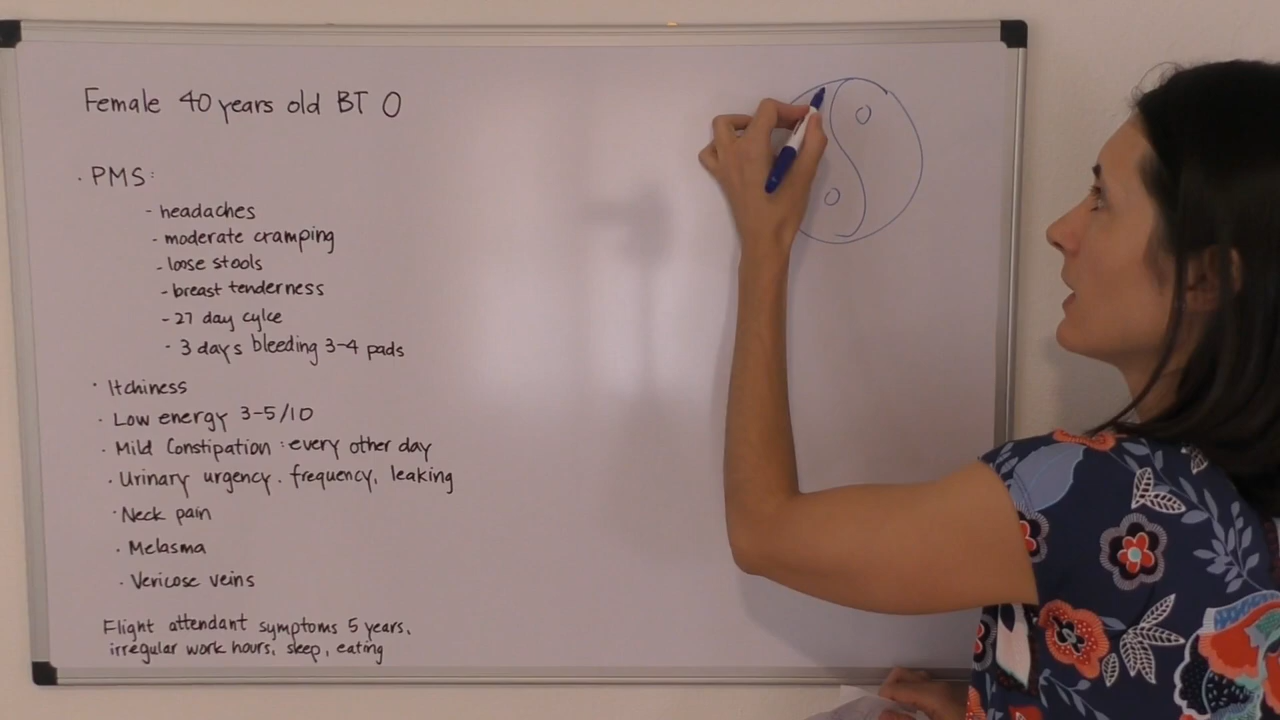 Female 40 years old BT O
· PMS:
- headaches
- moderate cramping
- loose stools
- breast tenderness
- 27 day cylce
- 3 days bleeding 3-4 pads
· Itchiness
· Low energy 3-5/10
· Mild Constipation : every other day
· Urinary urgency. frequency, leaking
· Neck pain
· Melasma
· Vericose veins
Flight attendant symptoms 5 years,
irregular work hours, sleep, eating